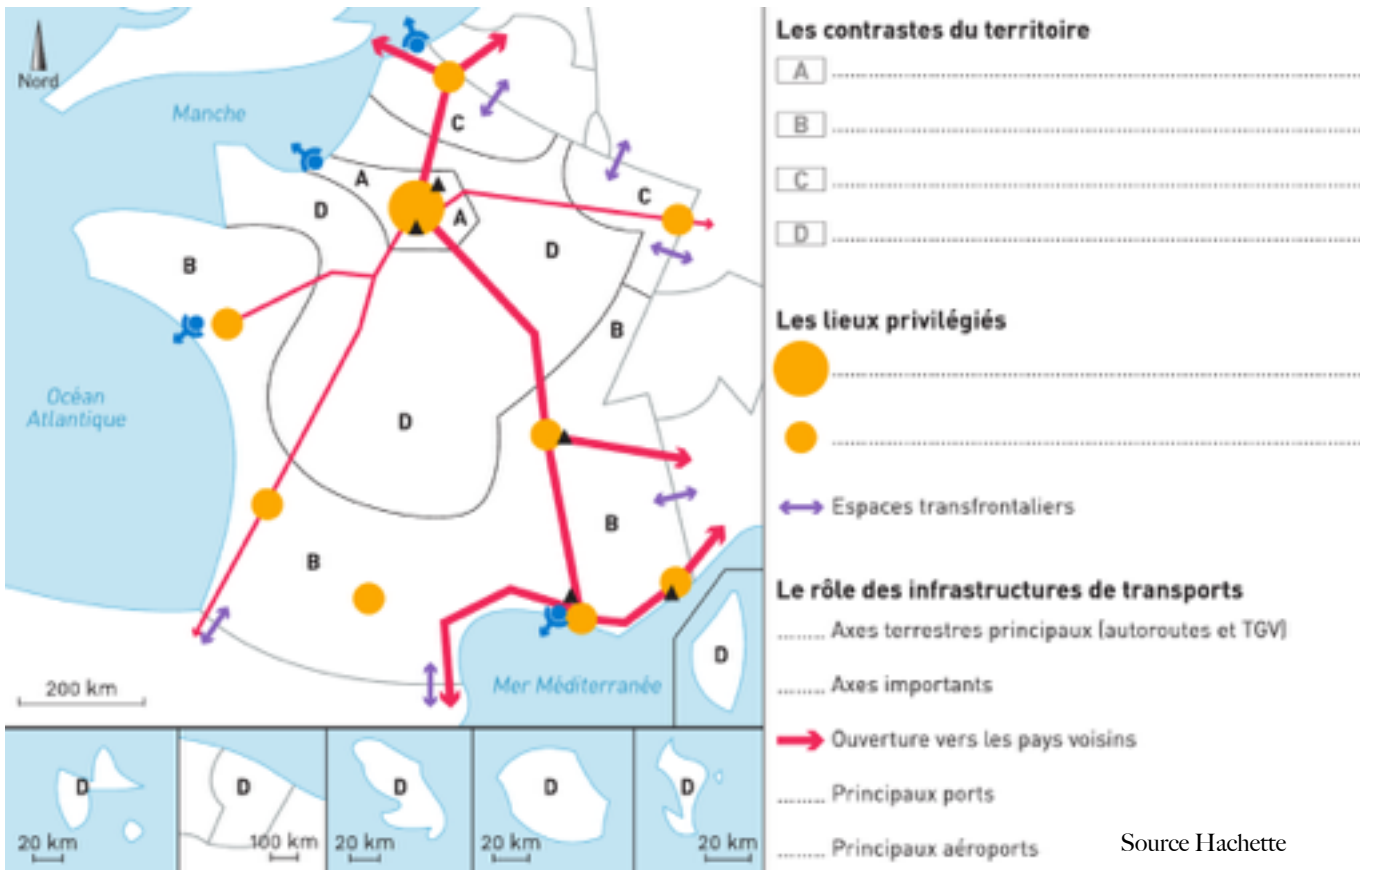 Nord
Manche
Océan
Atlantique
Mer Méditerranée
C
A
A
D
C
D
B
B
D
B
B
D
200 km
D
20 km
D
100 km
D
20 km
D
20 km
D
20 km
Les contrastes du territoire
A ........................................
B ........................................
C ........................................
D ........................................
Les lieux privilégiés
Espaces transfrontaliers
Le rôle des infrastructures de transports
........ Axes terrestres principaux (autoroutes et TGV)
........ Axes importants
Ouverture vers les pays voisins
........ Principaux ports
........ Principaux aéroports
Source Hachette